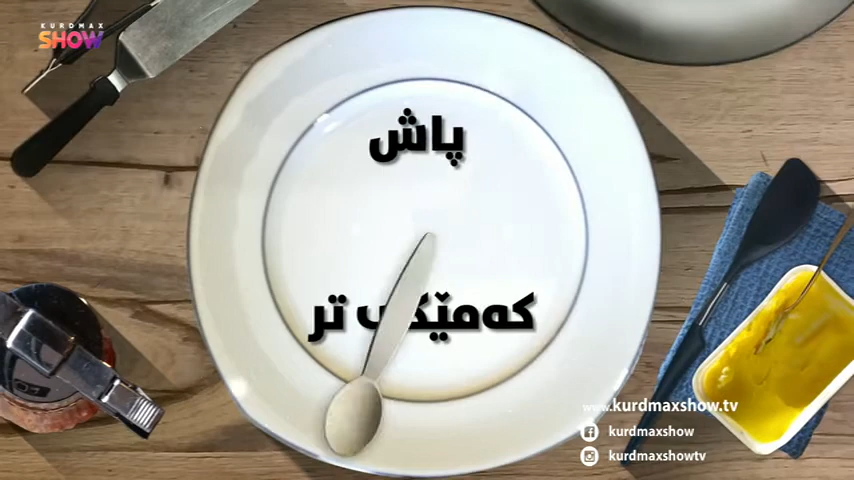 KURDMAX
SHOW
پاش
کەمێکی تر
www.kurdmaxshow.tv
kurdmaxshow
kurdmaxshowtv